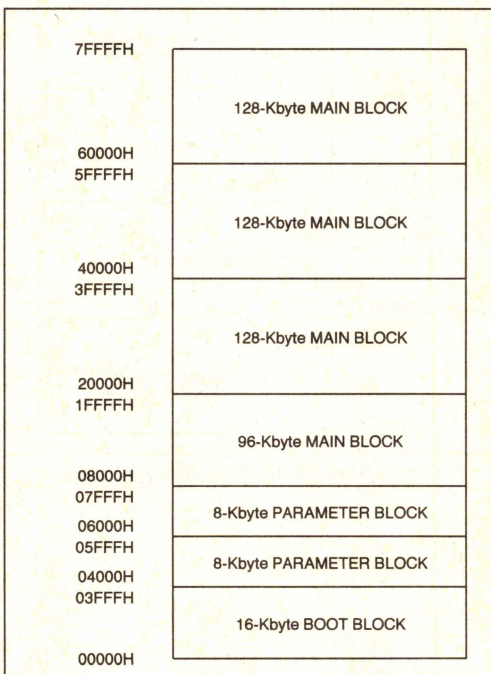 7FFFFH
128-Kbyte MAIN BLOCK
60000H
5FFFFH
128-Kbyte MAIN BLOCK
40000H
3FFFFH
128-Kbyte MAIN BLOCK
20000H
1FFFFH
96-Kbyte MAIN BLOCK
08000H
07FFFH
8-Kbyte PARAMETER BLOCK
06000H
05FFFH
8-Kbyte PARAMETER BLOCK
04000H
03FFFH
16-Kbyte BOOT BLOCK
00000H